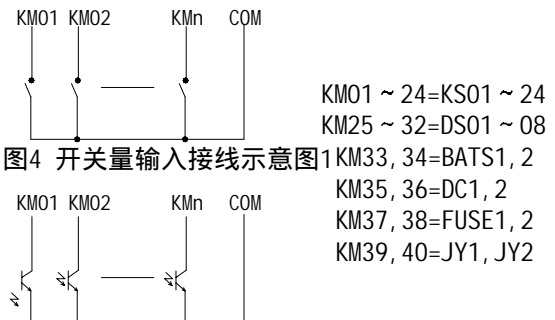 KM01 KM02 KMn COM
图4 开关量输入接线示意图1
KM01 KM02 KMn COM
KM01~24=KS01~24
KM25~32=DS01~08
KM33,34=BATS1,2
KM35,36=DC1,2
KM37,38=FUSE1,2
KM39,40=JY1,JY2